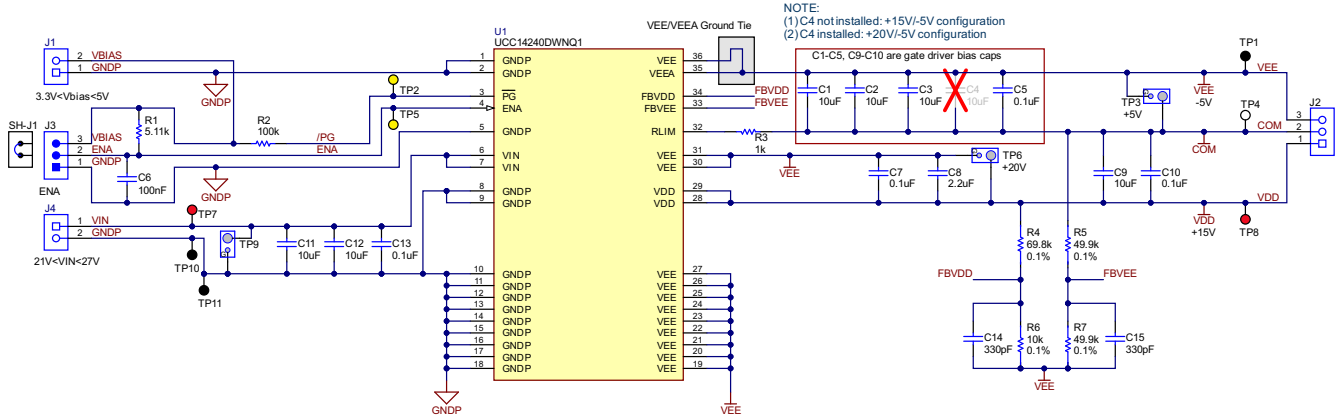 NOTE:
(1) C4 not installed: +15V/-5V configuration
(2) C4 installed: +20V/-5V configuration
VEE/VEEA Ground Tie
U1
UCC14240DWNQ1
C1-C5, C9-C10 are gate driver bias caps
J1
2 VBIAS
1 GNDP
3.3V<Vbias<5V
GNDP
SH-J1
J3
3 VBIAS
2 ENA
1 GNDP
ENA
R1
5.11k
R2
100k
C6
100nF
GNDP
TP2
TP5
/PG
ENA
J4
1 VIN
2 GNDP
21V<VIN<27V
TP7
TP10
TP11
TP9
C11
10uF
C12
10uF
C13
0.1uF
GNDP
1 GNDP
2 GNDP
3 PG
4 ENA
5 GNDP
6 VIN
7 VIN
8 GNDP
9 GNDP
10 GNDP
11 GNDP
12 GNDP
13 GNDP
14 GNDP
15 GNDP
16 GNDP
17 GNDP
18 GNDP
VEE 36
VEEA 35
FBVDD 34
FBVEE 33
RLIM 32
VEE 31
VEE 30
VDD 29
VDD 28
VEE 27
VEE 26
VEE 25
VEE 24
VEE 23
VEE 22
VEE 21
VEE 20
VEE 19
VEE
FBVDD
FBVEE
R3
1k
C1
10uF
C2
10uF
C3
10uF
C4
10uF
C5
0.1uF
VEE
C7
0.1uF
C8
2.2uF
TP6
+20V
TP3
+5V
VEE
-5V
COM
TP1
VEE
TP4
COM
VDD
VDD
+15V
TP8
J2
3
2
1
C9
10uF
C10
0.1uF
R4
69.8k
0.1%
R5
49.9k
0.1%
FBVDD
FBVEE
C14
330pF
R6
10k
0.1%
R7
49.9k
0.1%
C15
330pF
VEE